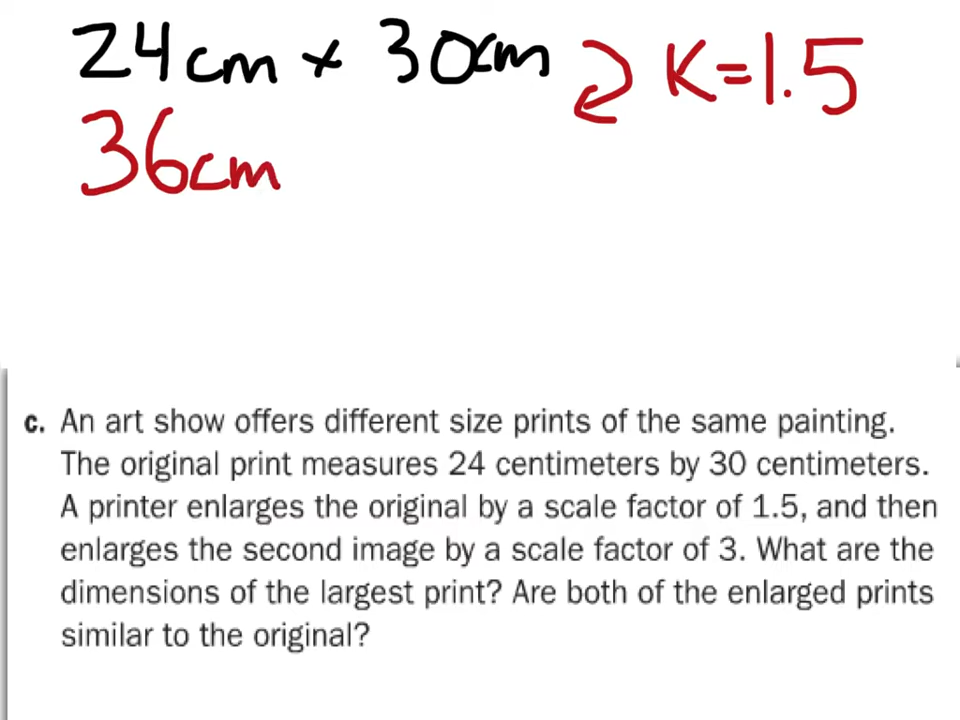 24cm x 30cm K=1.5
36cm
c. An art show offers different size prints of the same painting.
The original print measures 24 centimeters by 30 centimeters.
A printer enlarges the original by a scale factor of 1.5, and then
enlarges the second image by a scale factor of 3. What are the
dimensions of the largest print? Are both of the enlarged prints
similar to the original?